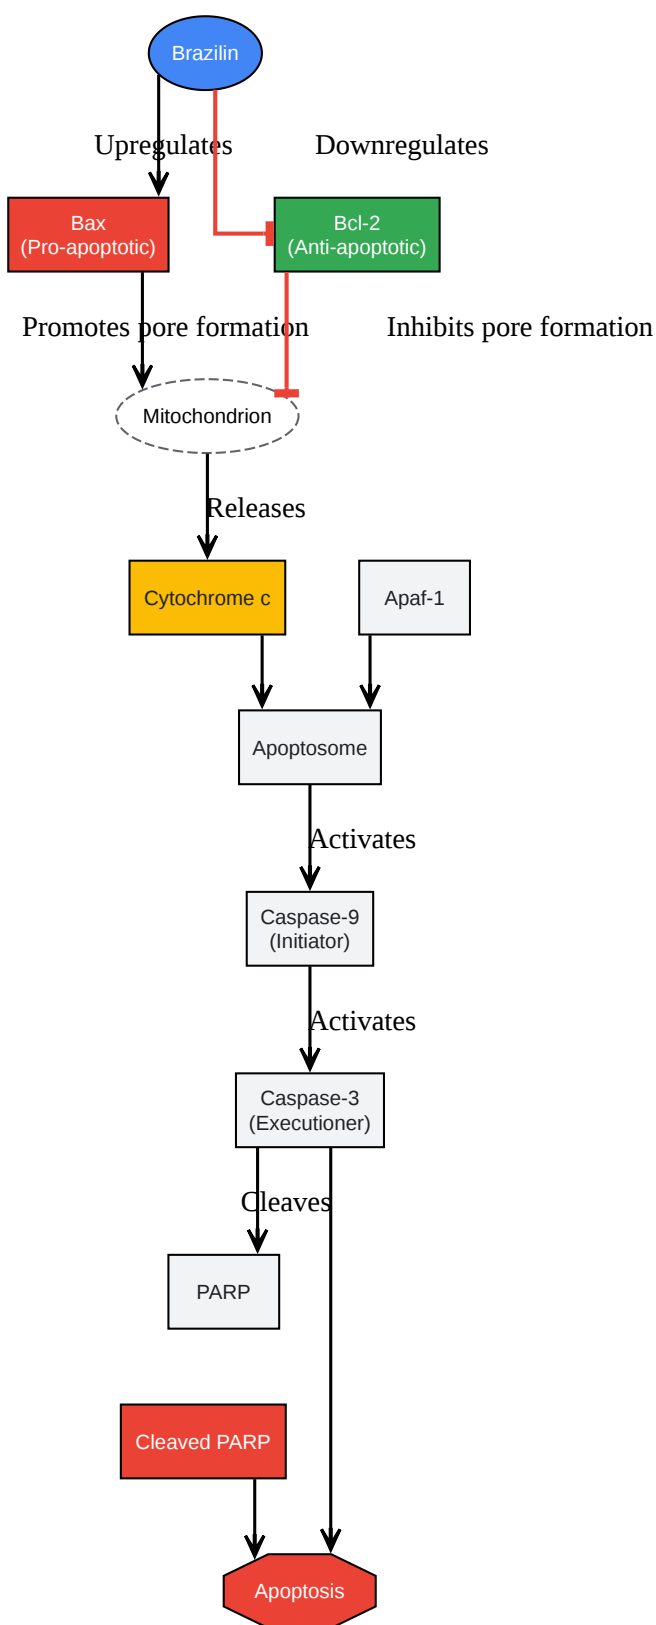 Brazilin
Upregulates
Downregulates
Bax
(Pro-apoptotic)
Bcl-2
(Anti-apoptotic)
Promotes pore formation
Inhibits pore formation
Mitochondrion
Releases
Cytochrome c
Apaf-1
Apoptosome
Activates
Caspase-9
(Initiator)
Activates
Caspase-3
(Executioner)
Cleaves
PARP
Cleaved PARP
Apoptosis